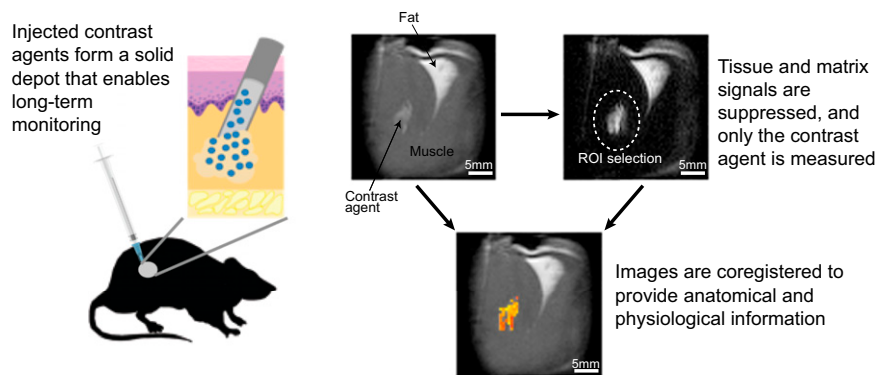 Injected contrast
agents form a solid
depot that enables
long-term
monitoring
Fat
Contrast
agent
Muscle
5mm
ROI selection
5mm
Tissue and matrix
signals are
suppressed, and
only the contrast
agent is measured
5mm
Images are coregistered to
provide anatomical and
physiological information